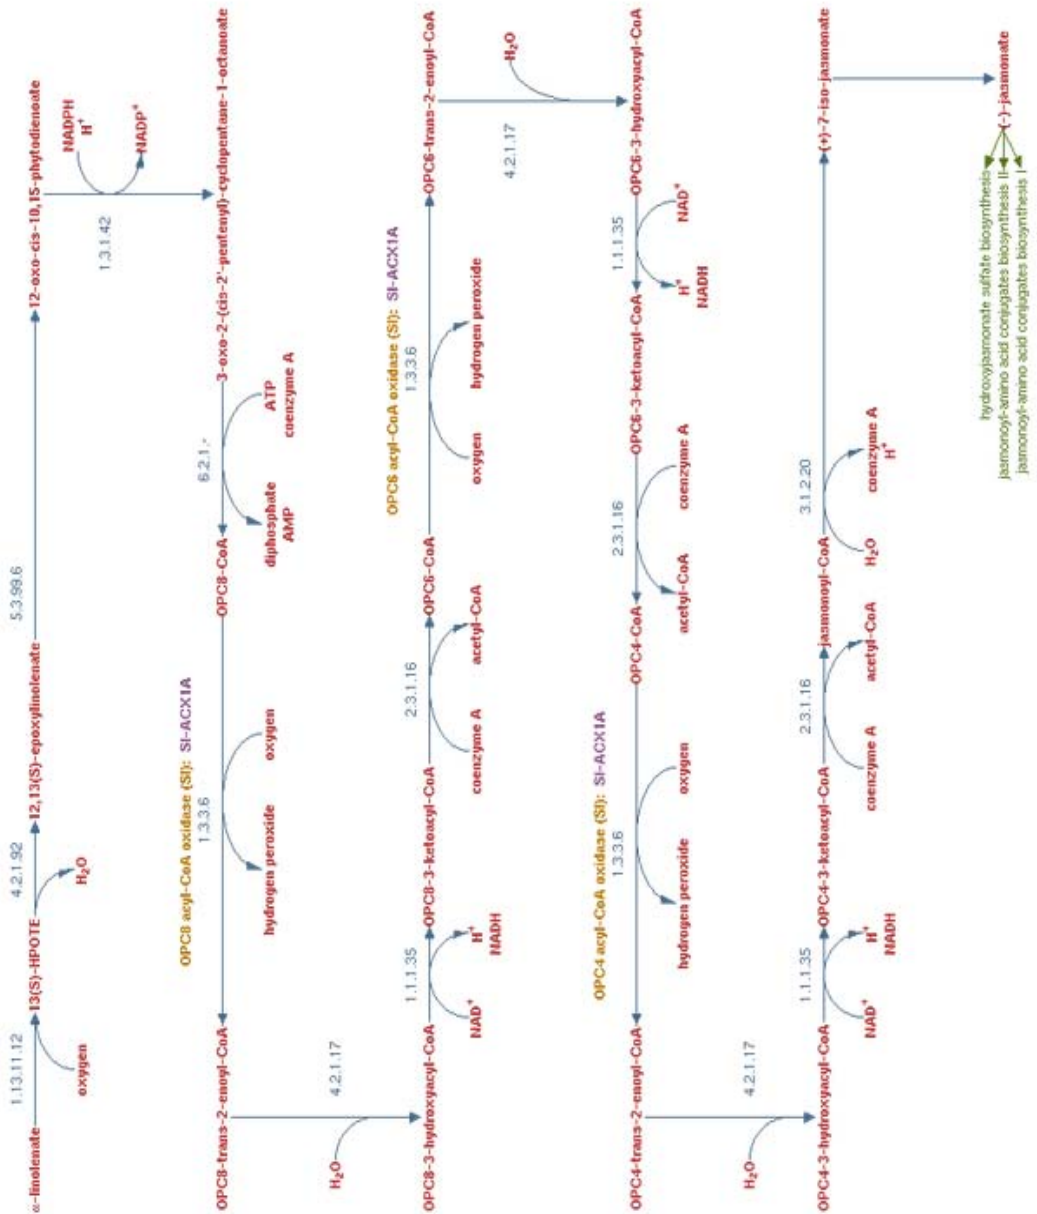 α-linolenate
1.13.11.12
oxygen
13(S)-HPOTE
4.2.1.92
H₂O
12,13(S)-epoxylinolenate
5.3.99.6
12-oxo-cis-10,15-phytodienoate
NADPH
H⁺
NADP⁺
1.3.1.42
3-oxo-2-(cis-2'-pentenyl)-cyclopentane-1-octanoate
6.2.1.-
ATP
coenzyme A
diphosphate
AMP
OPC8-CoA
OPC8 acyl-CoA oxidase (Sl): Sl-ACX1A
1.3.3.6
oxygen
hydrogen peroxide
OPC8-trans-2-enoyl-CoA
4.2.1.17
H₂O
OPC8-3-hydroxyacyl-CoA
1.1.1.35
NAD⁺
H⁺
NADH
OPC8-3-ketoacyl-CoA
2.3.1.16
coenzyme A
acetyl-CoA
OPC6-CoA
OPC6 acyl-CoA oxidase (Sl): Sl-ACX1A
1.3.3.6
oxygen
hydrogen peroxide
OPC6-trans-2-enoyl-CoA
H₂O
4.2.1.17
OPC6-3-hydroxyacyl-CoA
1.1.1.35
NAD⁺
H⁺
NADH
OPC6-3-ketoacyl-CoA
2.3.1.16
coenzyme A
acetyl-CoA
OPC4-CoA
OPC4 acyl-CoA oxidase (Sl): Sl-ACX1A
1.3.3.6
oxygen
hydrogen peroxide
OPC4-trans-2-enoyl-CoA
4.2.1.17
H₂O
OPC4-3-hydroxyacyl-CoA
1.1.1.35
NAD⁺
H⁺
NADH
OPC4-3-ketoacyl-CoA
2.3.1.16
coenzyme A
acetyl-CoA
jasmonoyl-CoA
3.1.2.20
H₂O
coenzyme A
H⁺
(+)-7-iso-jasmonate
(-)-jasmonate
hydroxyjasmonate sulfate biosynthesis
jasmonoyl-amino acid conjugates biosynthesis II
jasmonoyl-amino acid conjugates biosynthesis I